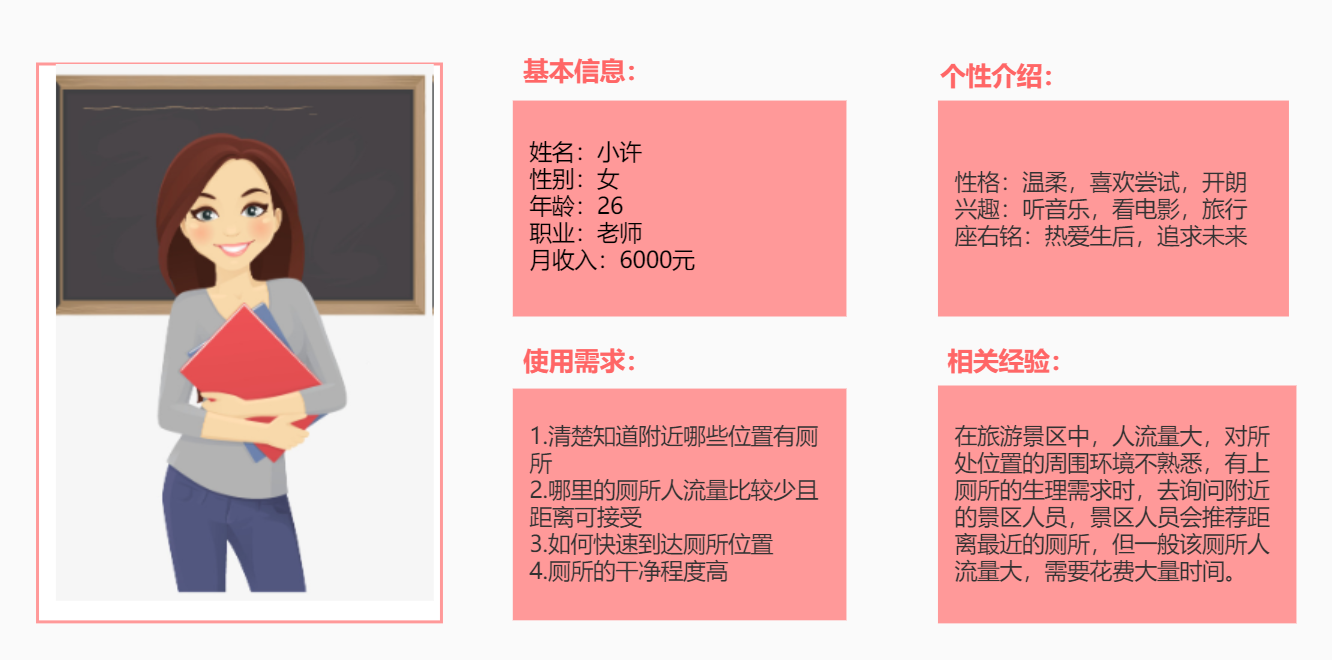 基本信息：
姓名：小许
性别：女
年龄：26
职业：老师
月收入：6000元
个性介绍：
性格：温柔，喜欢尝试，开朗
兴趣：听音乐，看电影，旅行
座右铭：热爱生后，追求未来
使用需求：
1.清楚知道附近哪些位置有厕
所
2.哪里的厕所人流量比较少且
距离可接受
3.如何快速到达厕所位置
4.厕所的干净程度高
相关经验：
在旅游景区中，人流量大，对所
处位置的周围环境不熟悉，有上
厕所的生理需求时，去询问附近
的景区人员，景区人员会推荐距
离最近的厕所，但一般该厕所人
流量大，需要花费大量时间。